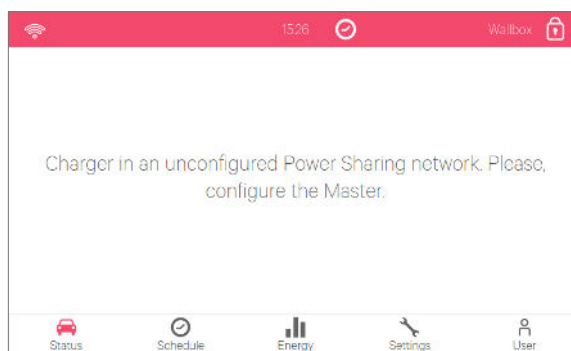 15:26 Wallbox
Charger in an unconfigured Power Sharing network. Please,
configure the Master.
Status Schedule Energy Settings User